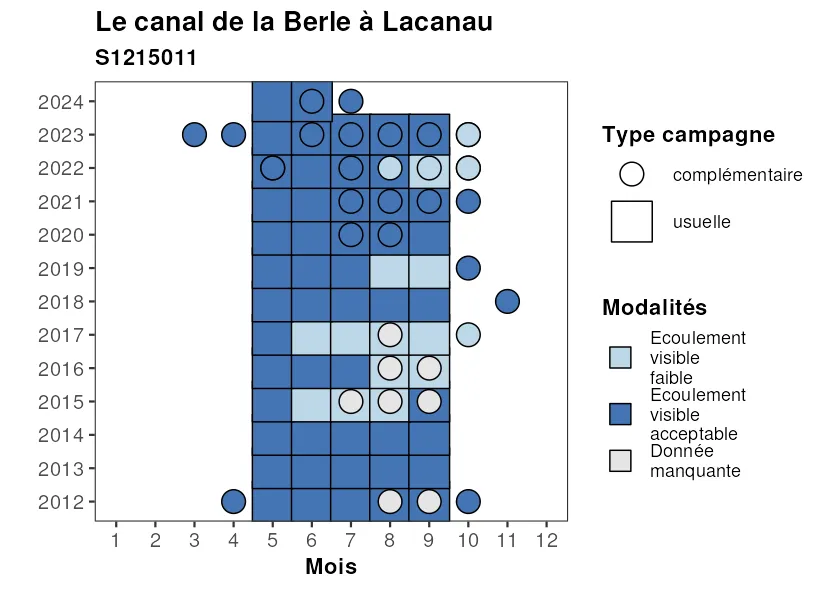 Le canal de la Berle à Lacanau
S1215011
2024
2023
2022
2021
2020
2019
2018
2017
2016
2015
2014
2013
2012
1 2 3 4 5 6 7 8 9 10 11 12
Mois
Type campagne
complémentaire
usuelle
Modalités
Ecoulement
visible
faible
Ecoulement
visible
acceptable
Donnée
manquante